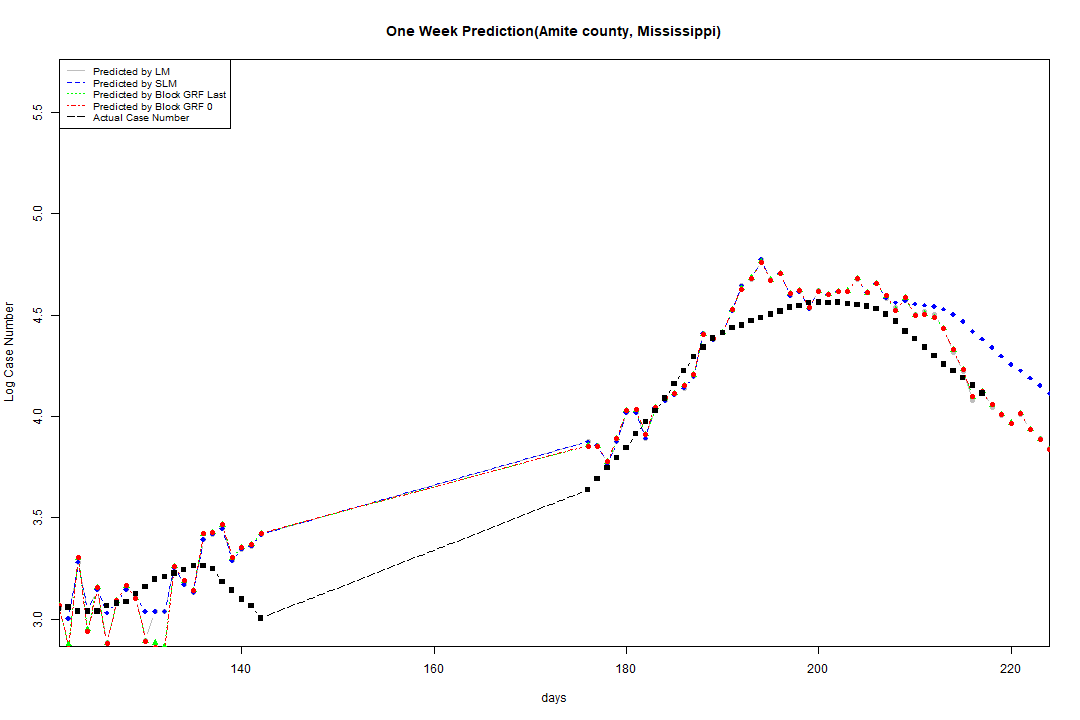 One Week Prediction(Amite county, Mississippi)
Predicted by LM
Predicted by SLM
Predicted by Block GRF Last
Predicted by Block GRF 0
Actual Case Number
Log Case Number
5.5
5.0
4.5
4.0
3.5
3.0
140 160 180 200 220
days